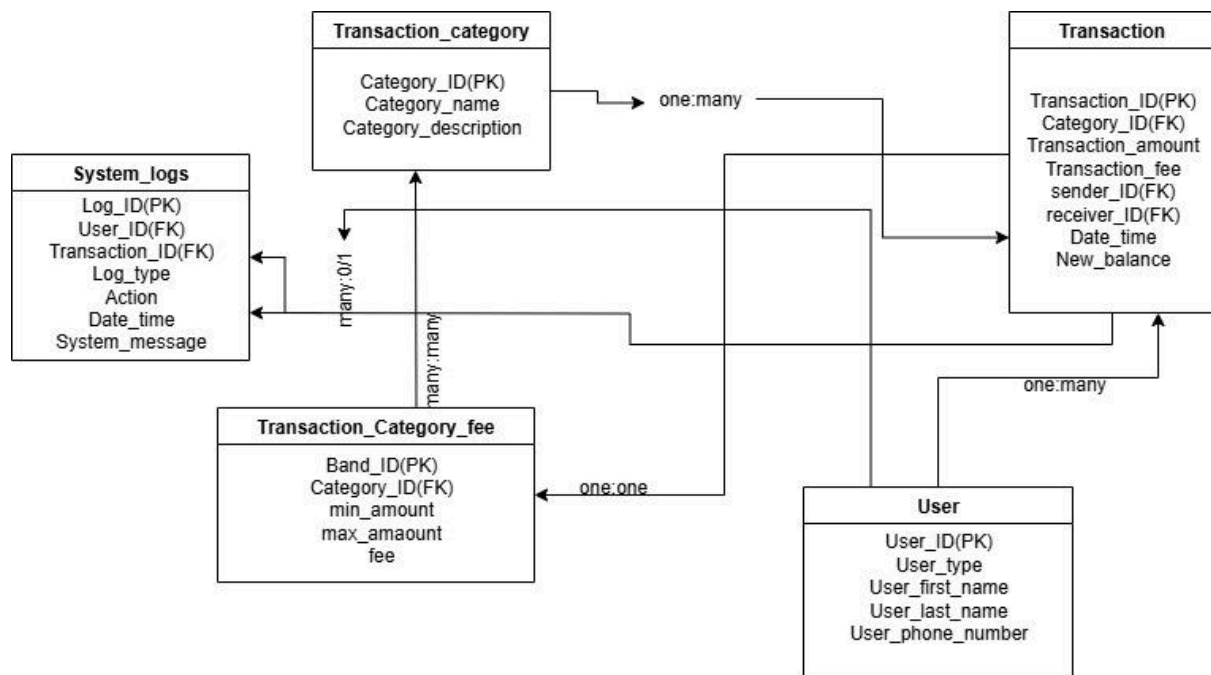 Transaction_category
Category_ID(PK)
Category_name
Category_description
one:many
Transaction
Transaction_ID(PK)
Category_ID(FK)
Transaction_amount
Transaction_fee
sender_ID(FK)
receiver_ID(FK)
Date_time
New_balance
System_logs
Log_ID(PK)
User_ID(FK)
Transaction_ID(FK)
Log_type
Action
Date_time
System_message
many:0/1
many:many
one:many
Transaction_Category_fee
Band_ID(PK)
Category_ID(FK)
min_amount
max_amaount
fee
one:one
User
User_ID(PK)
User_type
User_first_name
User_last_name
User_phone_number